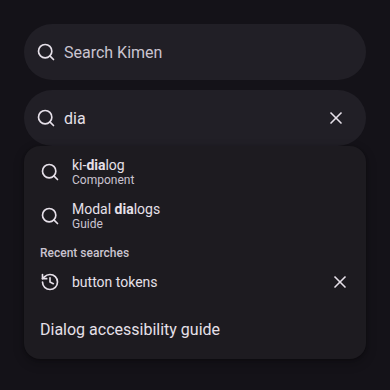 Search Kimen
dia
ki-dialog
Component
Modal dialogs
Guide
Recent searches
button tokens
Dialog accessibility guide